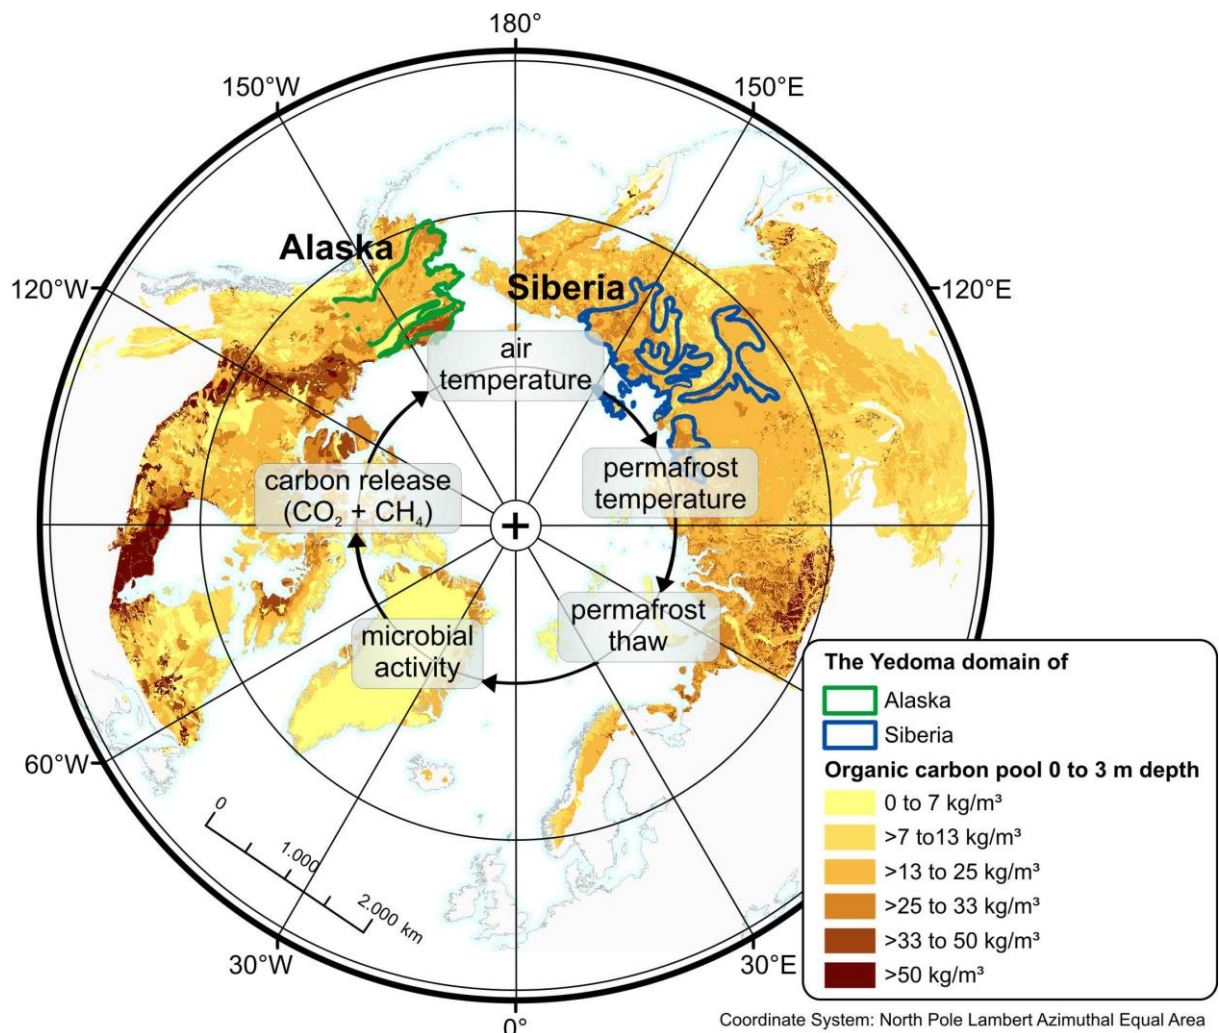 180°
150°W
150°E
Alaska
120°W
Siberia
120°E
air
temperature
carbon release
(CO₂ + CH₄)
permafrost
temperature
+
microbial
activity
permafrost
thaw
60°W
0
1.000
2.000 km
30°W
0°
30°E
The Yedoma domain of
Alaska
Siberia
Organic carbon pool 0 to 3 m depth
0 to 7 kg/m³
>7 to13 kg/m³
>13 to 25 kg/m³
>25 to 33 kg/m³
>33 to 50 kg/m³
>50 kg/m³
Coordinate System: North Pole Lambert Azimuthal Equal Area